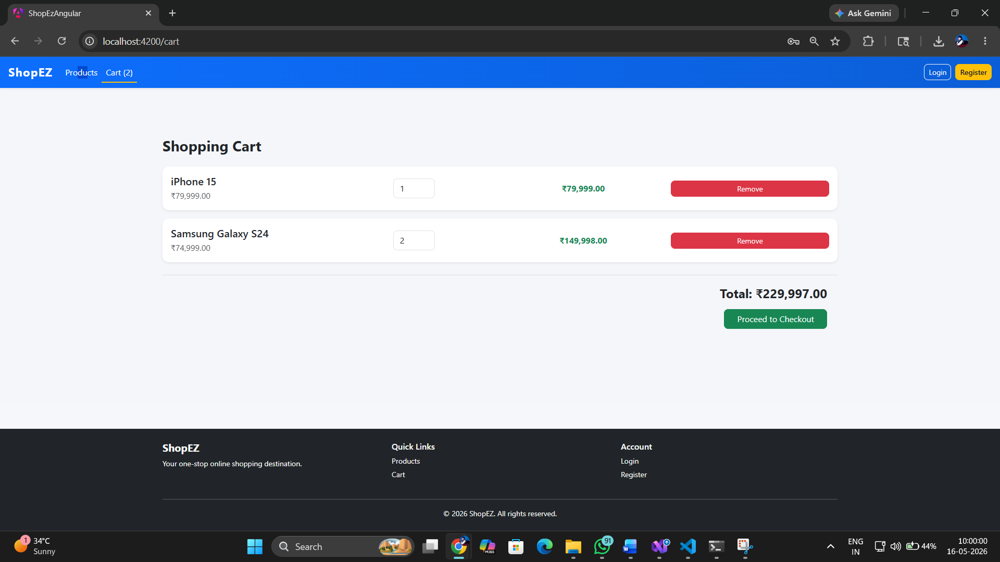 ShopEzAngular
Ask Gemini
localhost:4200/cart
ShopEZ Products Cart (2) Login Register
Shopping Cart
iPhone 15
₹79,999.00
1
₹79,999.00
Remove
Samsung Galaxy S24
₹74,999.00
2
₹149,998.00
Remove
Total: ₹229,997.00
Proceed to Checkout
ShopEZ
Your one-stop online shopping destination.
Quick Links
Products
Cart
Account
Login
Register
© 2026 ShopEZ. All rights reserved.
1
34°C
Sunny
Search
M365
91
W
ENG
IN
44%
10:00:00
16-05-2026